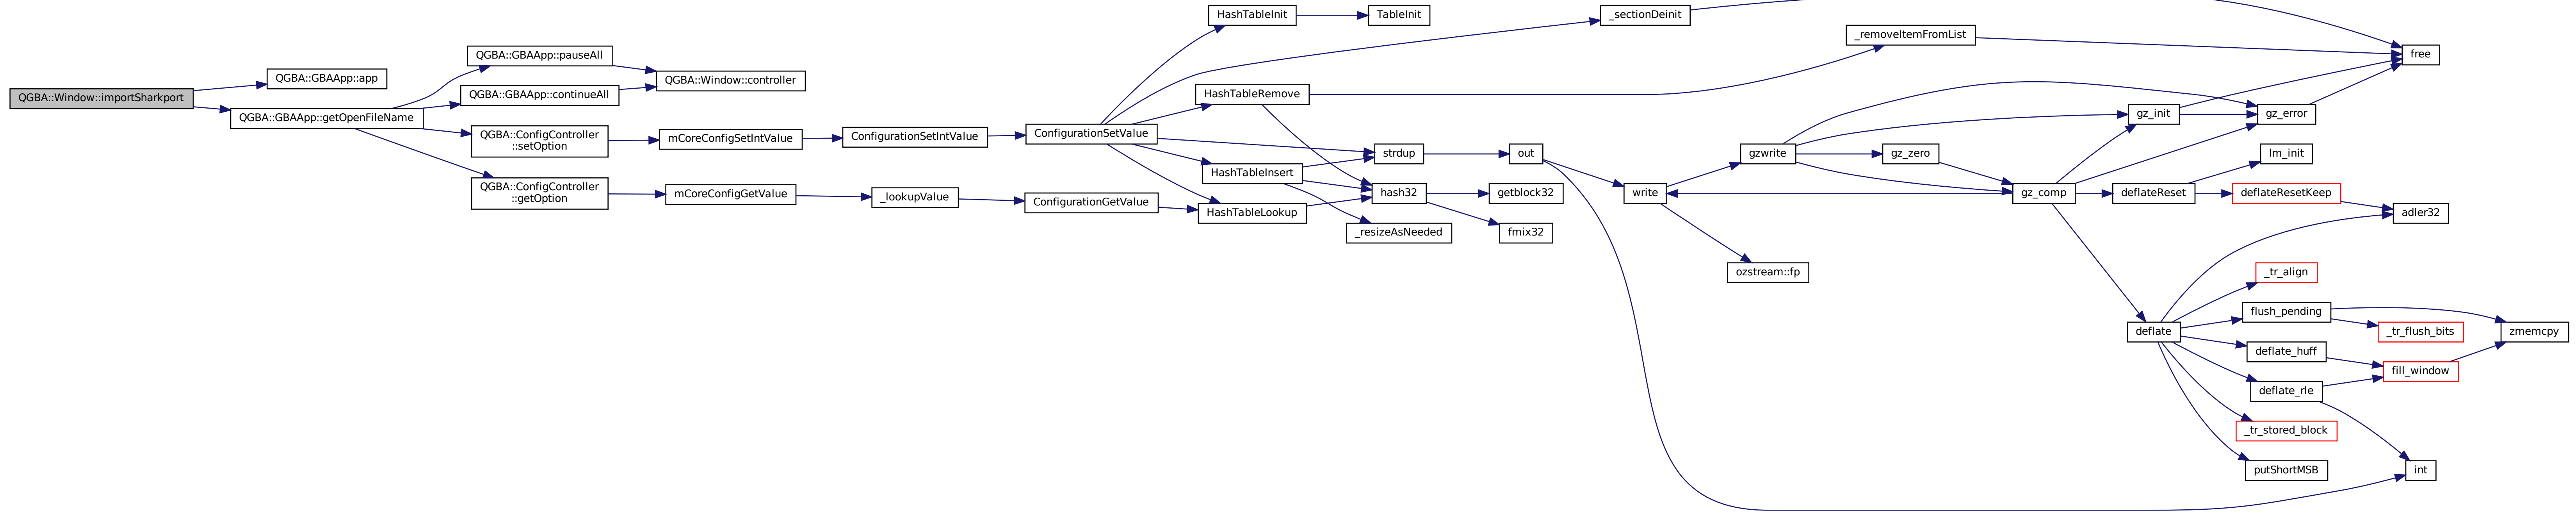 QGBA::Window::importSharkport
QGBA::GBAApp::app
QGBA::GBAApp::getOpenFileName
QGBA::GBAApp::pauseAll
QGBA::GBAApp::continueAll
QGBA::ConfigController
::setOption
QGBA::ConfigController
::getOption
QGBA::Window::controller
mCoreConfigSetIntValue
mCoreConfigGetValue
ConfigurationSetIntValue
_lookupValue
ConfigurationSetValue
ConfigurationGetValue
HashTableInit
HashTableRemove
HashTableInsert
HashTableLookup
TableInit
strdup
hash32
_resizeAsNeeded
out
getblock32
fmix32
_sectionDeinit
write
gzwrite
ozstream::fp
_removeItemFromList
gz_zero
gz_comp
gz_init
deflateReset
deflate
gz_error
lm_init
deflateResetKeep
_tr_align
flush_pending
deflate_huff
deflate_rle
_tr_stored_block
putShortMSB
free
adler32
_tr_flush_bits
fill_window
int
zmemcpy